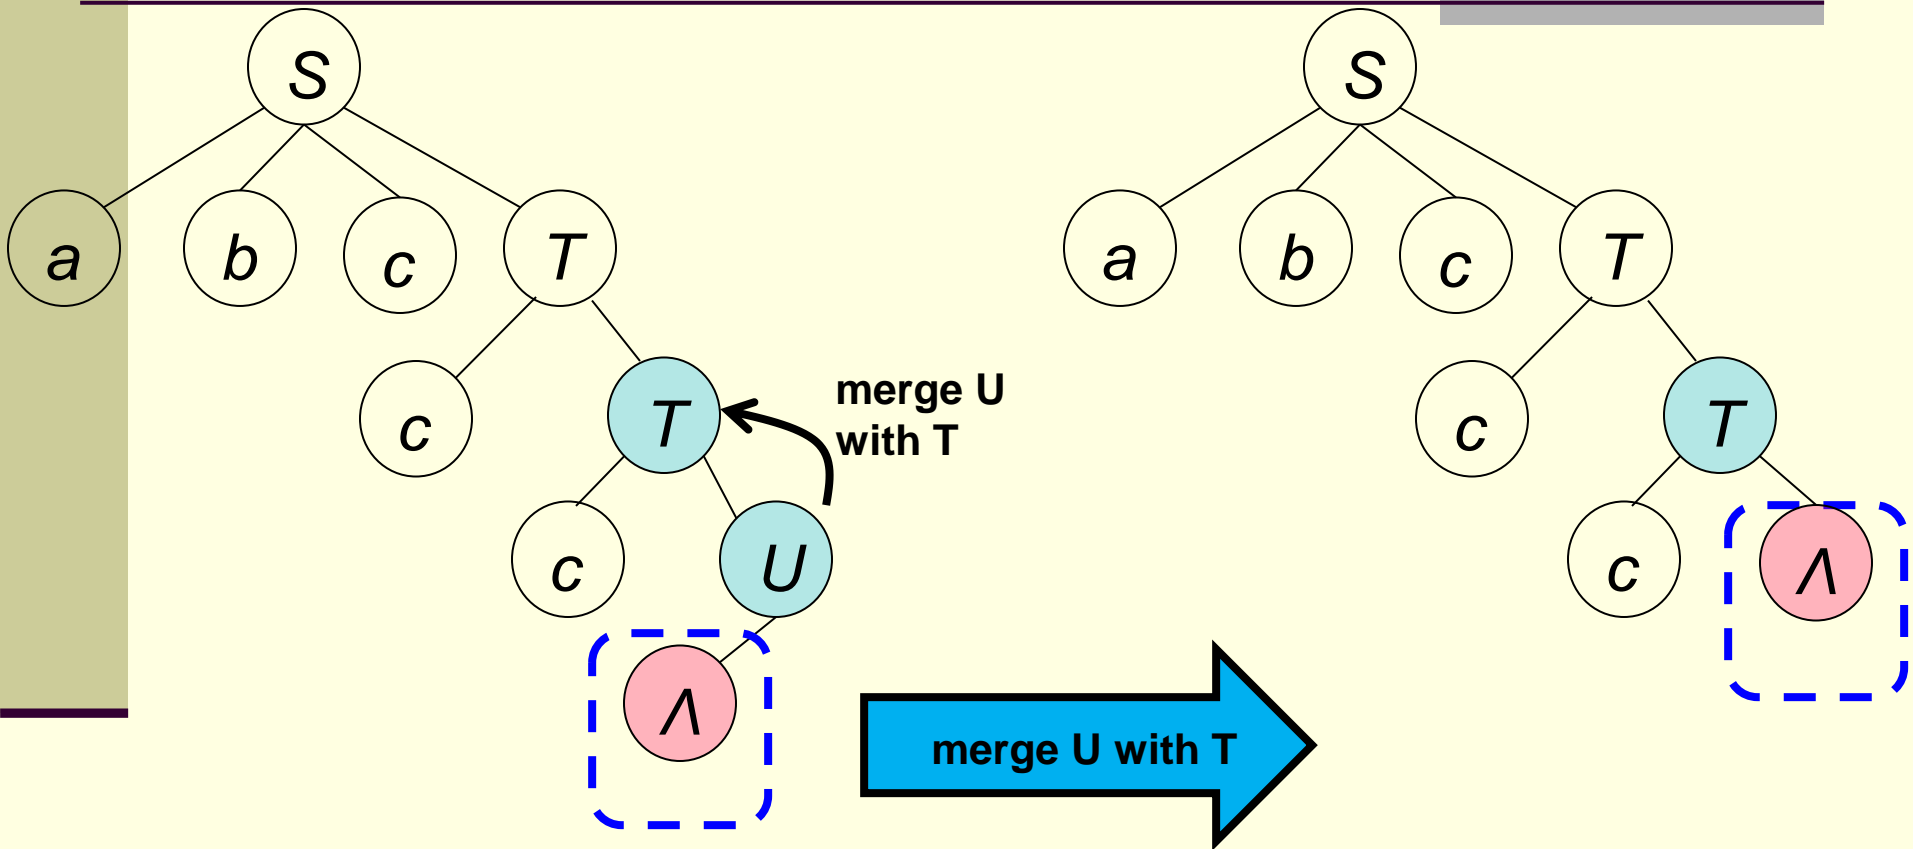 S
a b c T
c T
c U
Λ
merge U
with T
merge U with T
S
a b c T
c T
c Λ